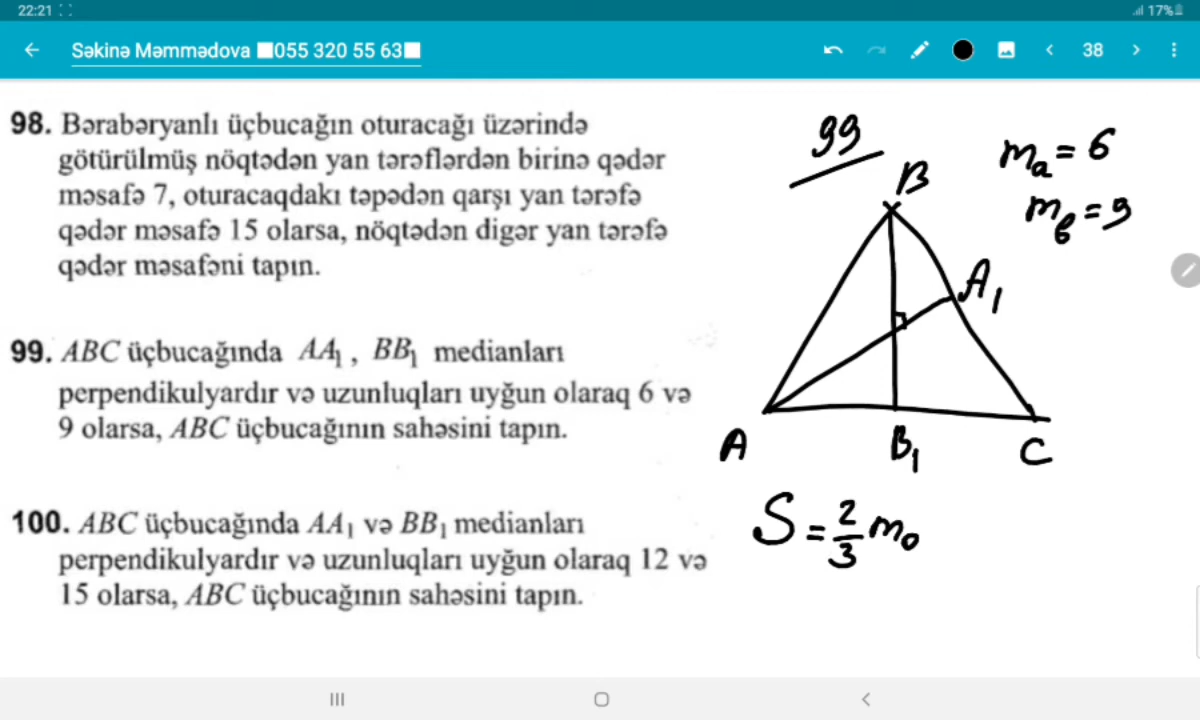 22:21
17%
Səkinə Məmmədova 055 320 55 63
38
98. Bərabəryanlı üçbucağın oturacağı üzərində
götürülmüş nöqtədən yan tərəflərdən birinə qədər
məsafə 7, oturacaqdakı təpədən qarşı yan tərəfə
qədər məsafə 15 olarsa, nöqtədən digər yan tərəfə
qədər məsafəni tapın.
99. ABC üçbucağında AA₁ , BB₁ medianları
perpendikulyardır və uzunluqları uyğun olaraq 6 və
9 olarsa, ABC üçbucağının sahəsini tapın.
100. ABC üçbucağında AA₁ və BB₁ medianları
perpendikulyardır və uzunluqları uyğun olaraq 12 və
15 olarsa, ABC üçbucağının sahəsini tapın.
99
mₐ = 6
m_b = 9
B
A₁
A
B₁
C
S = 2/3 m₀